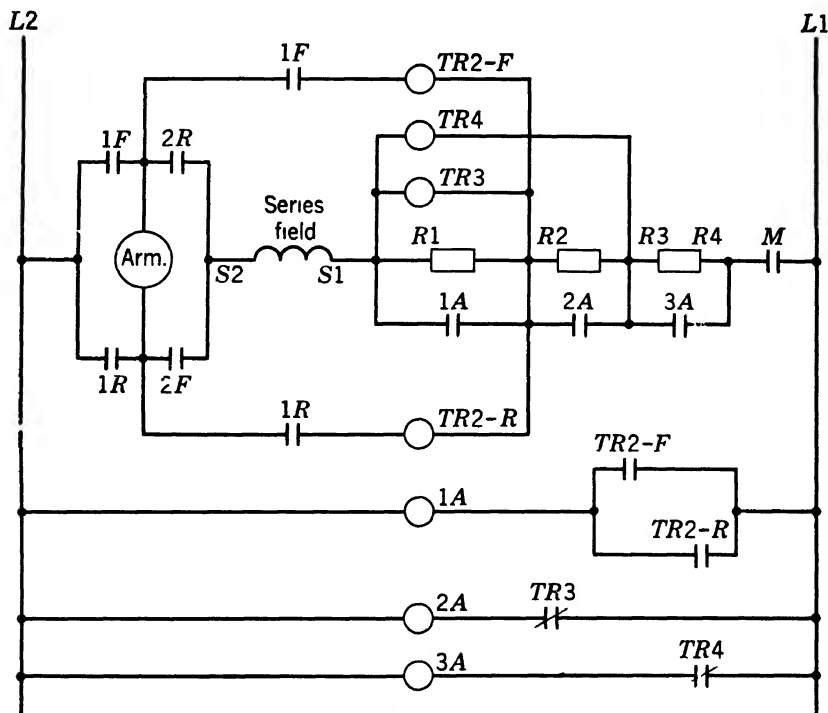 L2
L1
1F
TR2-F
1F
2R
TR4
TR3
Series
field
R1
R2
R3
R4
M
Arm.
S2
S1
1A
2A
3A
1R
2F
1R
TR2-R
TR2-F
1A
TR2-R
2A
TR3
3A
TR4